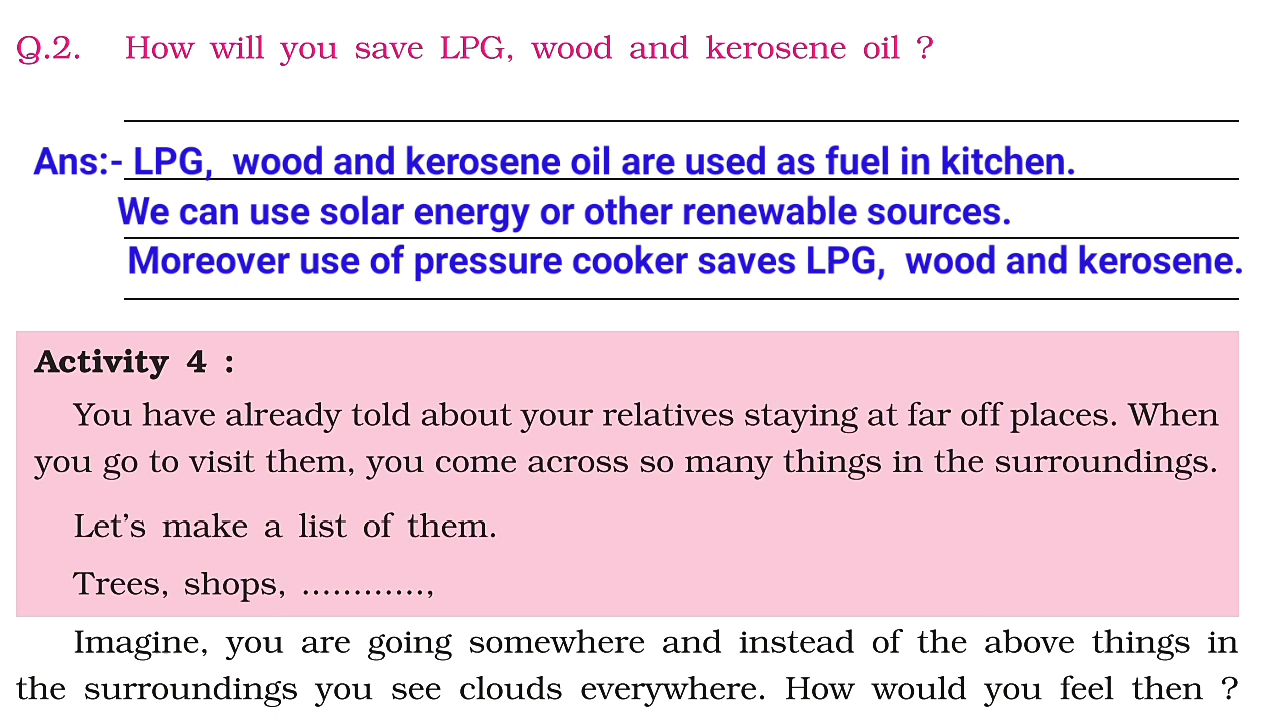 Q.2. How will you save LPG, wood and kerosene oil ?
Ans:- LPG, wood and kerosene oil are used as fuel in kitchen.
We can use solar energy or other renewable sources.
Moreover use of pressure cooker saves LPG, wood and kerosene.
Activity 4 :
You have already told about your relatives staying at far off places. When
you go to visit them, you come across so many things in the surroundings.
Let's make a list of them.
Trees, shops, ............,
Imagine, you are going somewhere and instead of the above things in
the surroundings you see clouds everywhere. How would you feel then ?